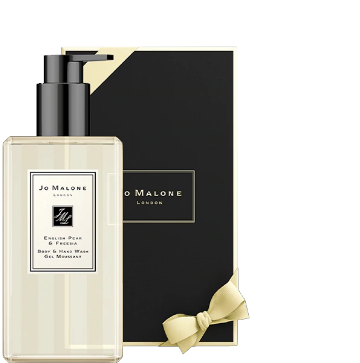 JO MALONE
LONDON
ENGLISH PEAR
& FREESIA
BODY & HAND WASH
GEL MOUSSANT
JO MALONE
LONDON